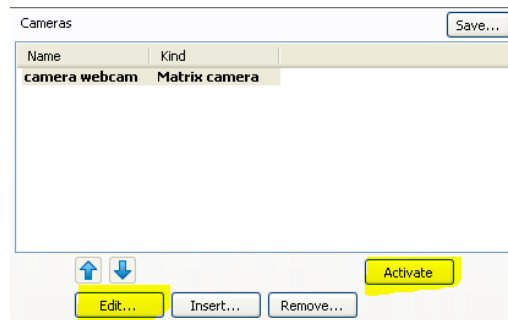 Cameras Save...
Name Kind
camera webcam Matrix camera
Activate
Edit... Insert... Remove...